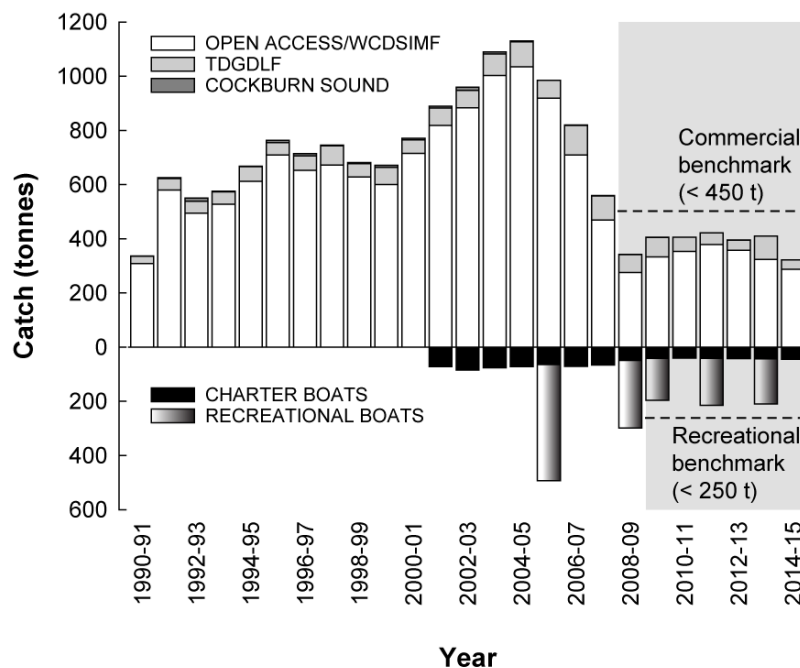 1200
1000
800
600
400
200
0
200
400
600
Catch (tonnes)
OPEN ACCESS/WCDSIMF
TDGDLF
COCKBURN SOUND
Commercial
benchmark
(< 450 t)
CHARTER BOATS
RECREATIONAL BOATS
Recreational
benchmark
(< 250 t)
1990-91
1992-93
1994-95
1996-97
1998-99
2000-01
2002-03
2004-05
2006-07
2008-09
2010-11
2012-13
2014-15
Year